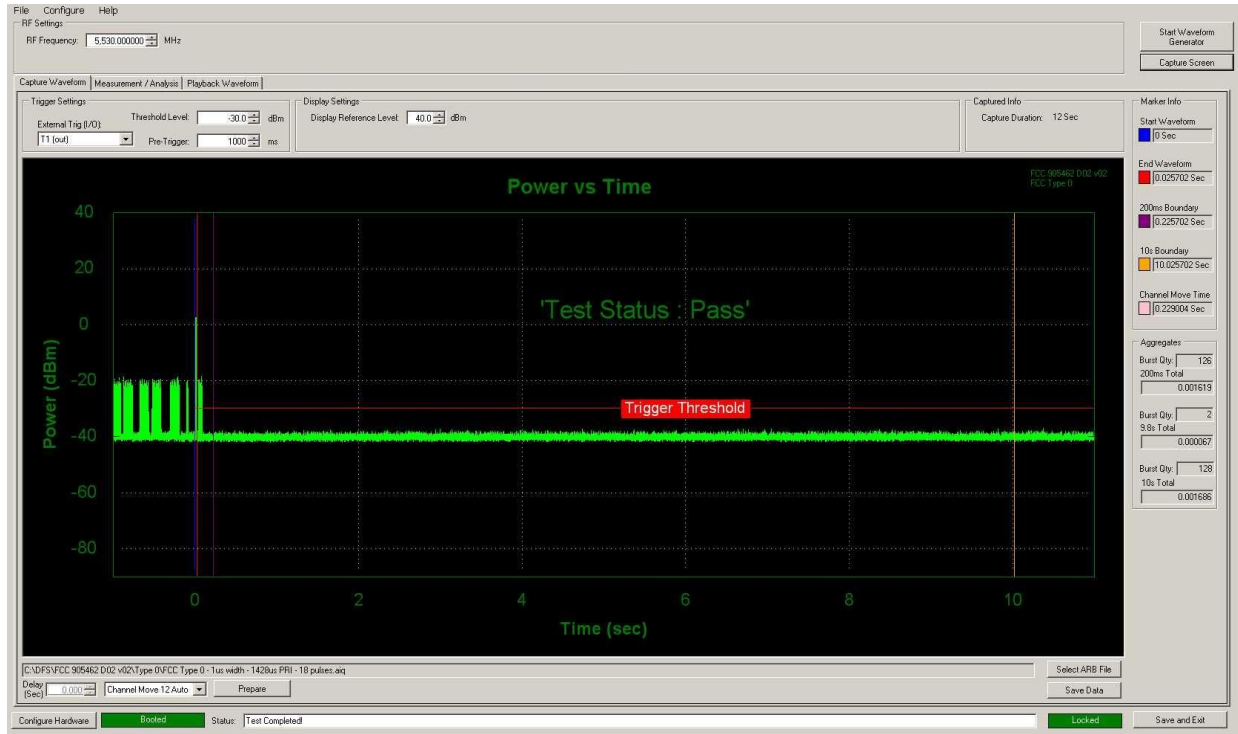 File Configure Help
RF Settings
RF Frequency: 5,530.000000 MHz
Start Waveform
Generator
Capture Screen
Capture Waveform Measurement / Analysis Playback Waveform
Trigger Settings
External Trig (I/O):
T1 (out)
Threshold Level: -30.0 dBm
Pre-Trigger: 1000 ms
Display Settings
Display Reference Level: 40.0 dBm
Captured Info
Capture Duration: 12 Sec
Marker Info
Start Waveform
0 Sec
End Waveform
0.025702 Sec
200ms Boundary
0.225702 Sec
10s Boundary
10.025702 Sec
Channel Move Time
0.229004 Sec
Aggregates
Burst Qty: 126
200ms Total
0.001619
Burst Qty: 2
9.8s Total
0.000067
Burst Qty: 128
10s Total
0.001686
Power vs Time
FCC 905462 D02 v02
FCC Type 0
'Test Status : Pass'
Trigger Threshold
Power (dBm)
40
20
0
-20
-40
-60
-80
0 2 4 6 8 10
Time (sec)
C:\DFS\FCC 905462 D02 v02\Type 0\FCC Type 0 - 1us width - 1428us PRI - 18 pulses.aiq
Select ARB File
Delay
(Sec) 0.000 Channel Move 12 Auto Prepare
Save Data
Configure Hardware Booted Status: Test Completed! Locked Save and Exit